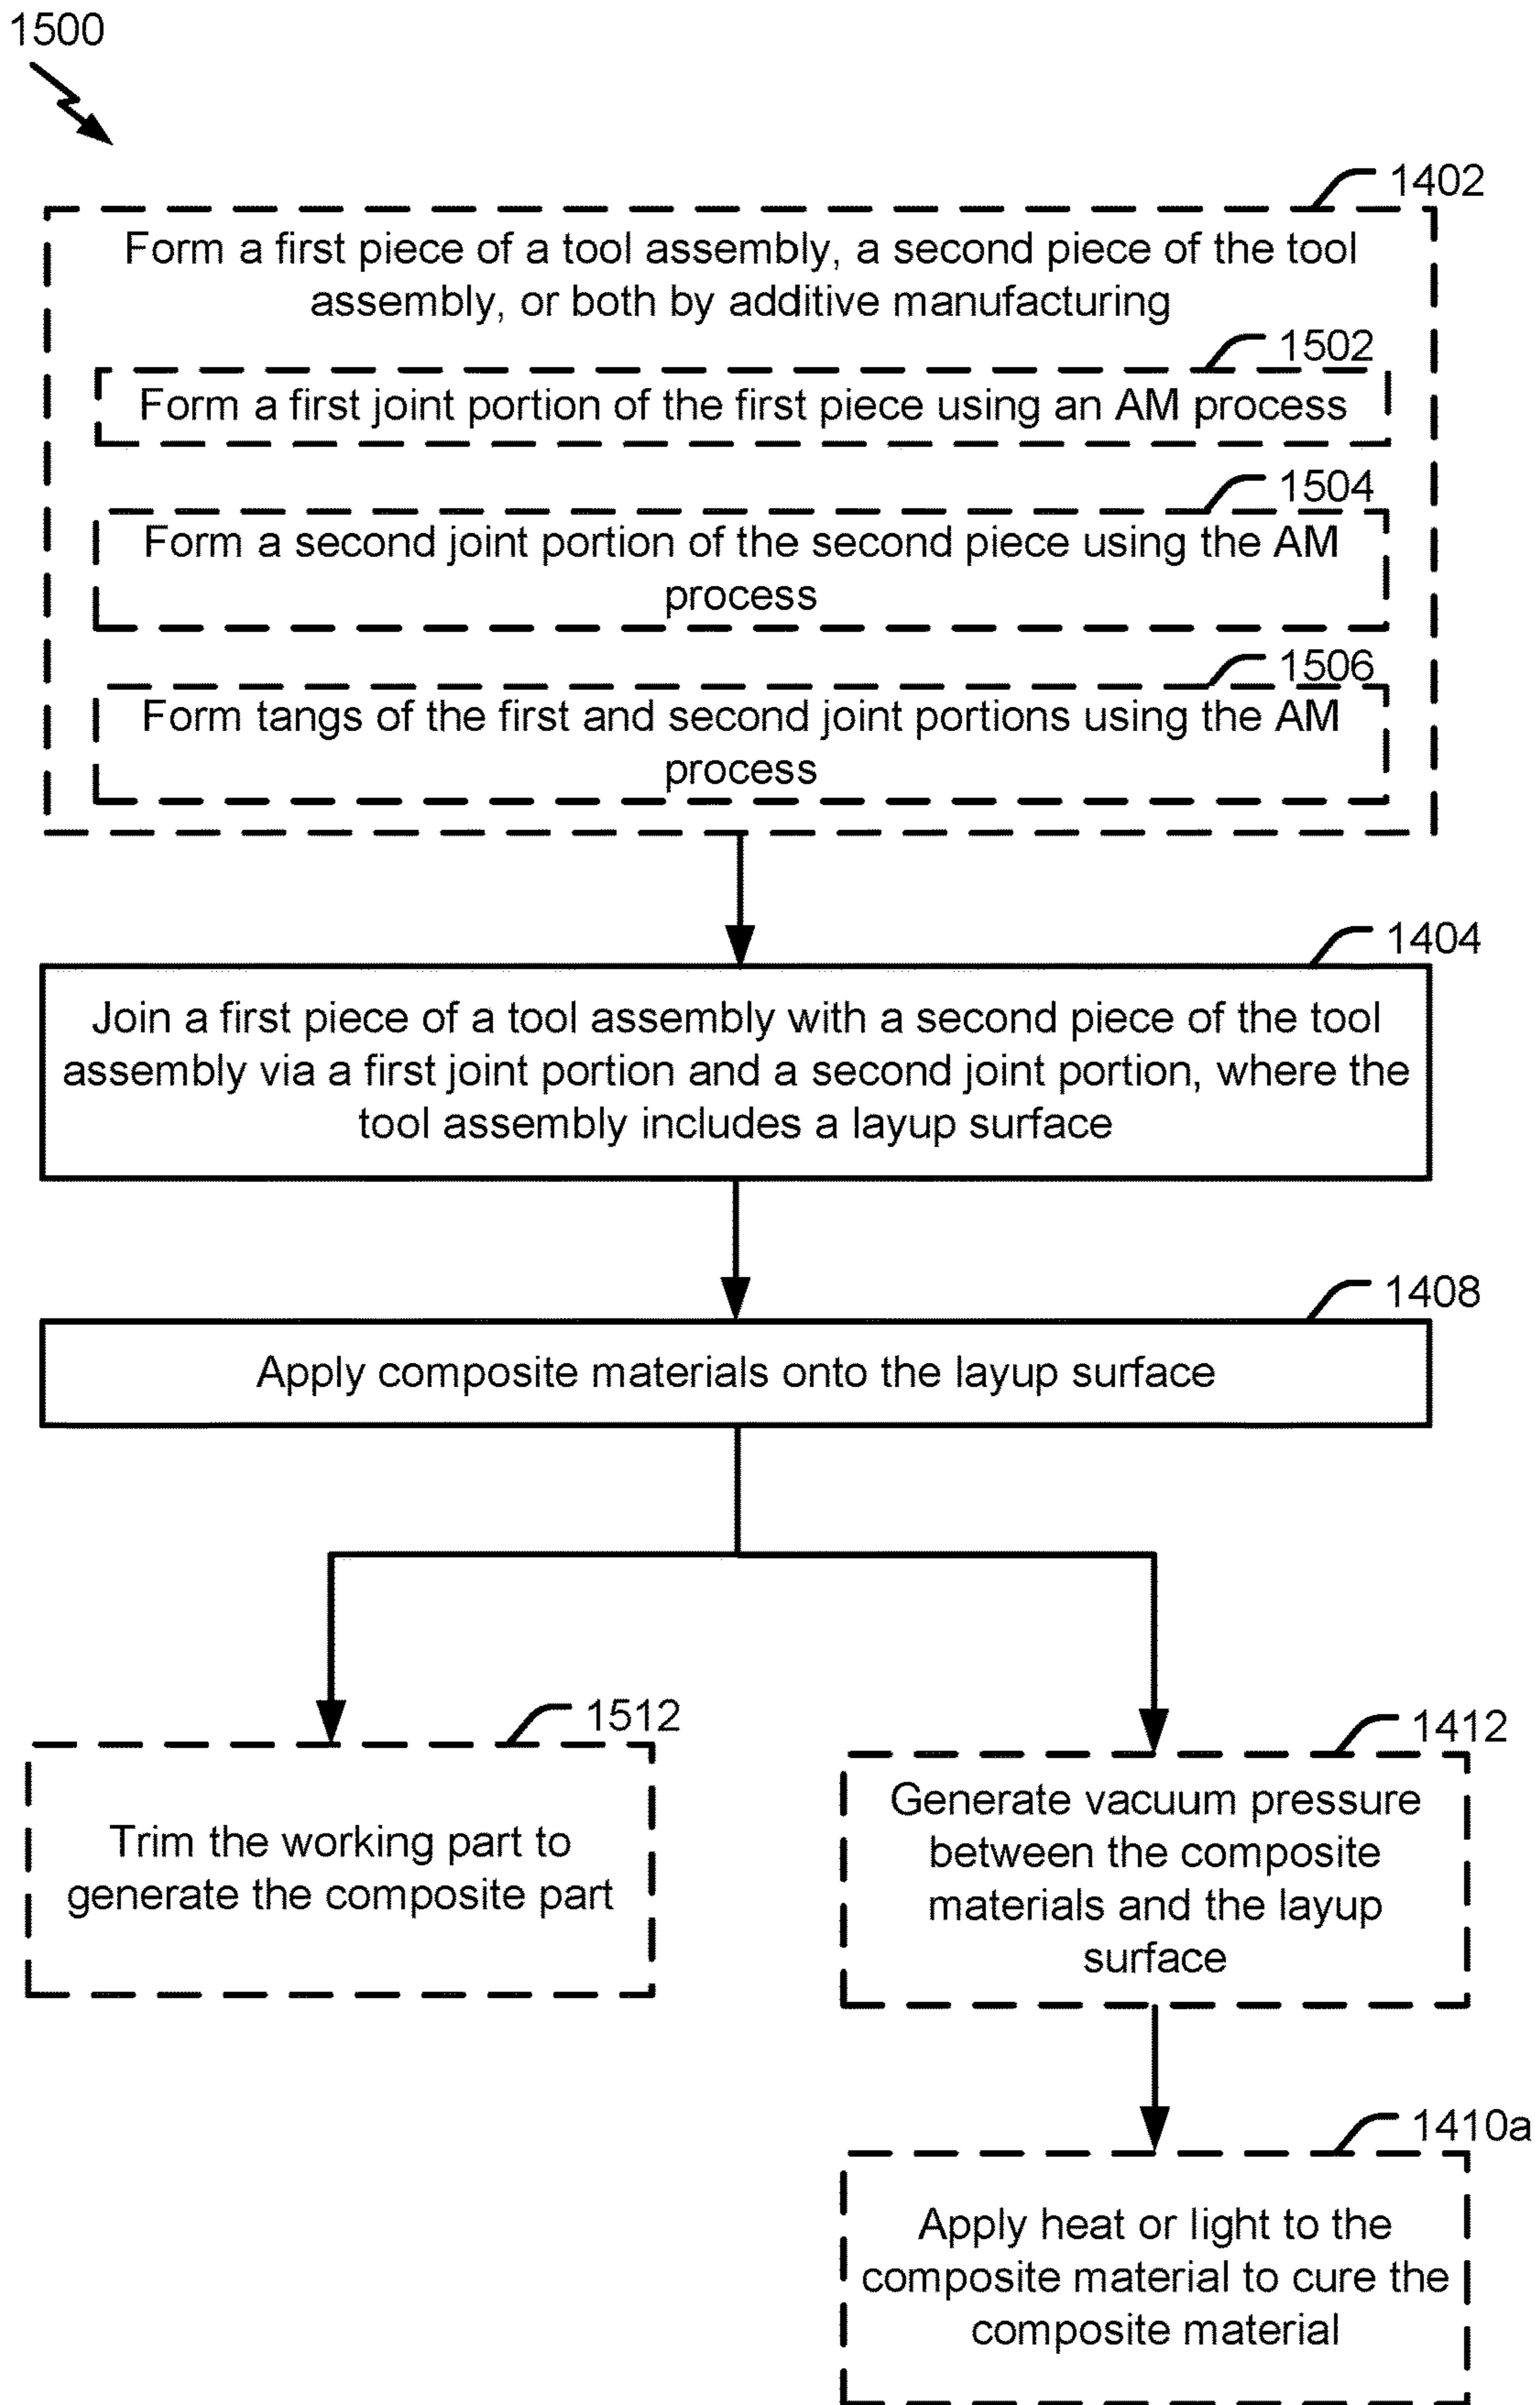 1500
1402
Form a first piece of a tool assembly, a second piece of the tool
assembly, or both by additive manufacturing
1502
Form a first joint portion of the first piece using an AM process
1504
Form a second joint portion of the second piece using the AM
process
1506
Form tangs of the first and second joint portions using the AM
process
1404
Join a first piece of a tool assembly with a second piece of the tool
assembly via a first joint portion and a second joint portion, where the
tool assembly includes a layup surface
1408
Apply composite materials onto the layup surface
1512
Trim the working part to
generate the composite part
1412
Generate vacuum pressure
between the composite
materials and the layup
surface
1410a
Apply heat or light to the
composite material to cure the
composite material